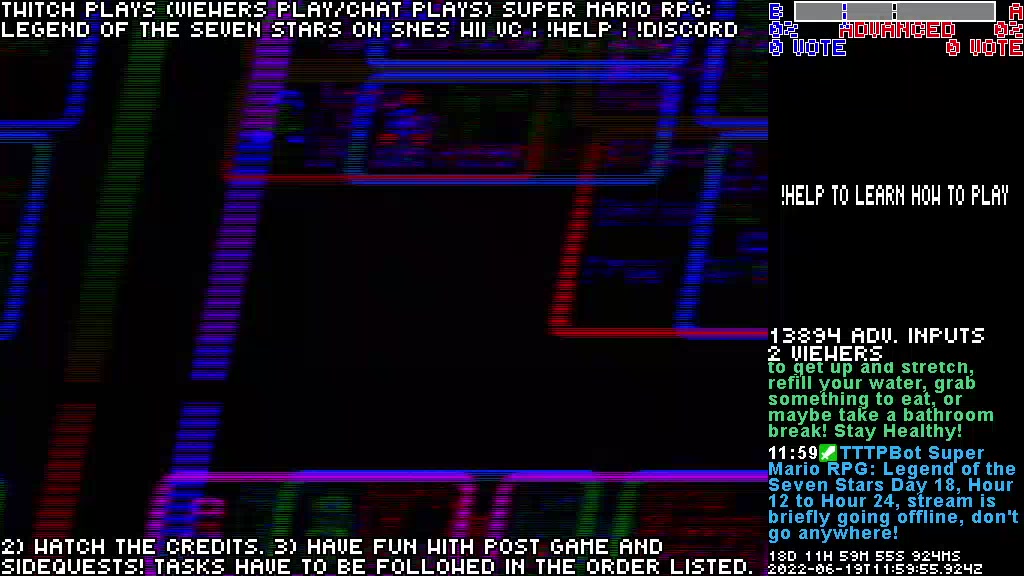 TWITCH PLAYS (VIEWERS PLAY/CHAT PLAYS) SUPER MARIO RPG:
LEGEND OF THE SEVEN STARS ON SNES WII VC | !HELP | !DISCORD
B A
0% ADVANCED 0%
0 VOTE 0 VOTE
!HELP TO LEARN HOW TO PLAY
13894 ADV. INPUTS
2 VIEWERS
to get up and stretch,
refill your water, grab
something to eat, or
maybe take a bathroom
break! Stay Healthy!
11:59 TTTPBot Super
Mario RPG: Legend of the
Seven Stars Day 18, Hour
12 to Hour 24, stream is
briefly going offline, don't
go anywhere!
2) WATCH THE CREDITS. 3) HAVE FUN WITH POST GAME AND
SIDEQUESTS! TASKS HAVE TO BE FOLLOWED IN THE ORDER LISTED.
18D 11H 59M 55S 924MS
2022-06-19T11:59:55.924Z